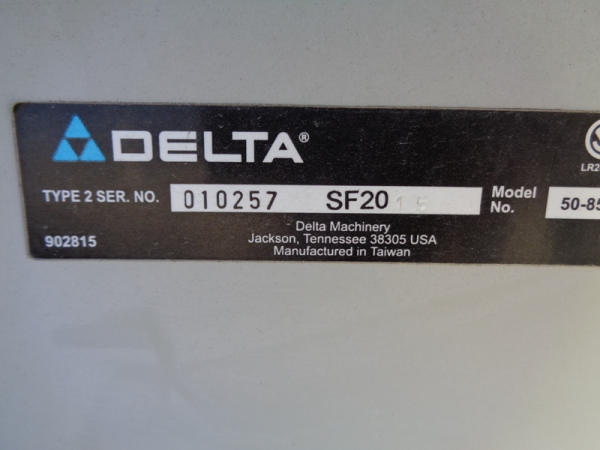 DELTA®
TYPE 2 SER. NO. 010257 SF2015 Model No. 50-85
LR2
Delta Machinery
902815 Jackson, Tennessee 38305 USA
Manufactured in Taiwan